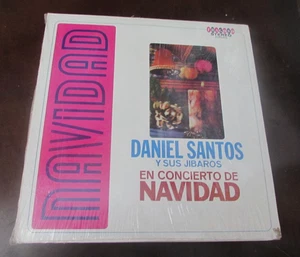 NAVIDAD
DANIEL SANTOS
Y SUS JIBAROS
EN CONCIERTO DE
NAVIDAD